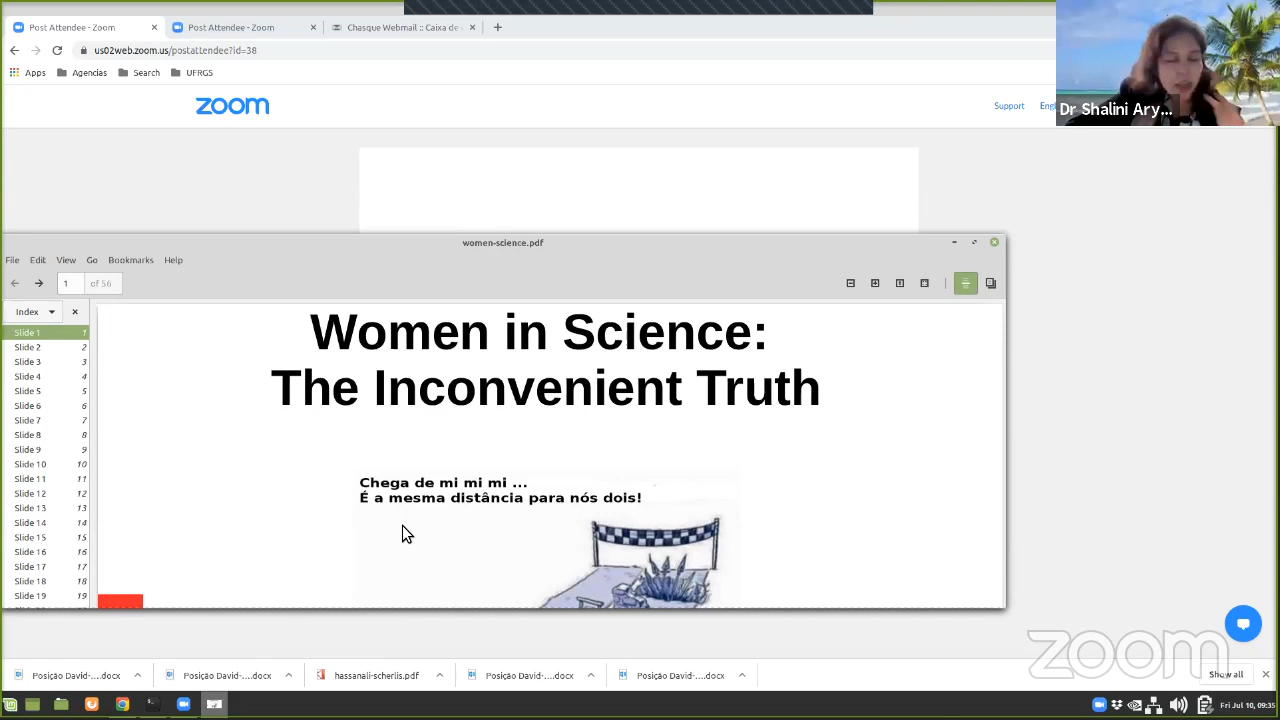 Post Attendee - Zoom
Post Attendee - Zoom
Chasque Webmail :: Caixa de
us02web.zoom.us/postattendee?id=38
Apps
Agencias
Search
UFRGS
zoom
Support
Dr Shalini Ary...
women-science.pdf
File Edit View Go Bookmarks Help
1 of 56
Index
Slide 1 1
Slide 2 2
Slide 3 3
Slide 4 4
Slide 5 5
Slide 6 6
Slide 7 7
Slide 8 8
Slide 9 9
Slide 10 10
Slide 11 11
Slide 12 12
Slide 13 13
Slide 14 14
Slide 15 15
Slide 16 16
Slide 17 17
Slide 18 18
Slide 19 19
Women in Science:
The Inconvenient Truth
Chega de mi mi mi ...
É a mesma distância para nós dois!
zoom
Posição David-....docx
Posição David-....docx
hassanali-scherlis.pdf
Posição David-....docx
Posição David-....docx
Show all
Fri Jul 10, 09:35